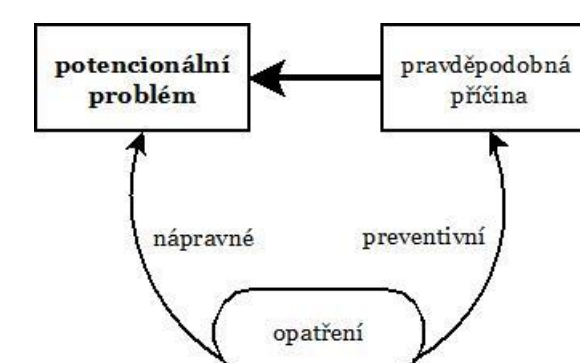 potencionální
problém
pravděpodobná
příčina
nápravné
preventivní
opatření